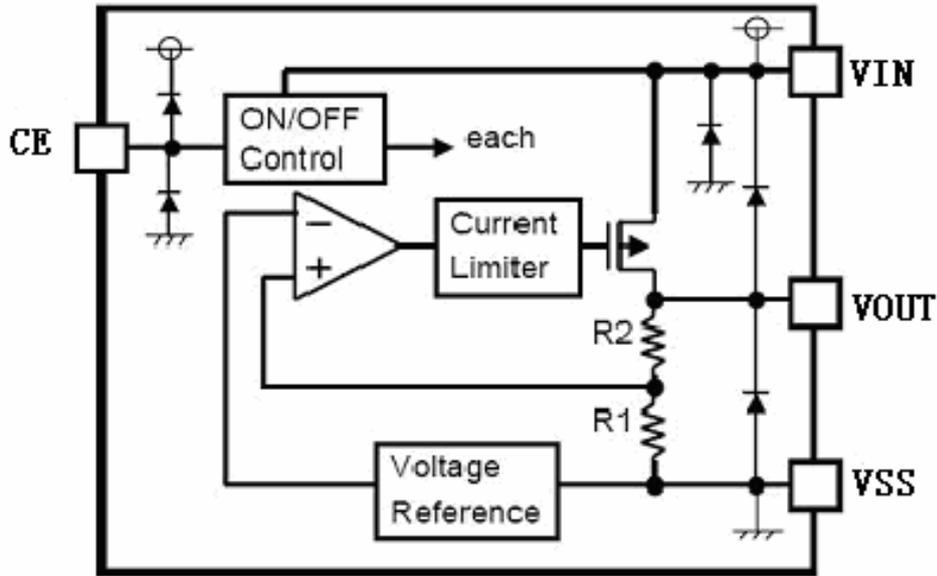 VIN
CE
ON/OFF
Control
each
−
+
Current
Limiter
VOUT
R2
R1
Voltage
Reference
VSS